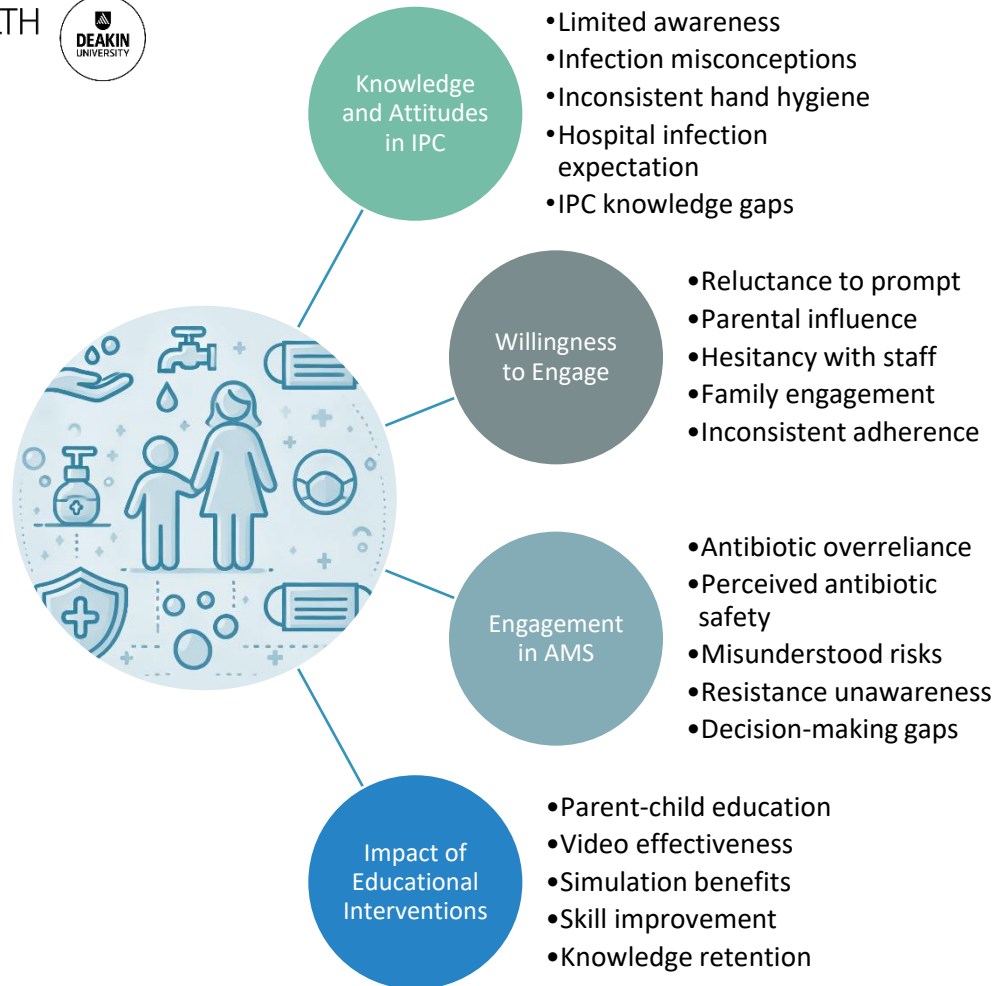 LTH
DEAKIN
UNIVERSITY
Knowledge
and Attitudes
in IPC
•Limited awareness
•Infection misconceptions
•Inconsistent hand hygiene
•Hospital infection
expectation
•IPC knowledge gaps
Willingness
to Engage
•Reluctance to prompt
•Parental influence
•Hesitancy with staff
•Family engagement
•Inconsistent adherence
Engagement
in AMS
•Antibiotic overreliance
•Perceived antibiotic
safety
•Misunderstood risks
•Resistance unawareness
•Decision-making gaps
Impact of
Educational
Interventions
•Parent-child education
•Video effectiveness
•Simulation benefits
•Skill improvement
•Knowledge retention